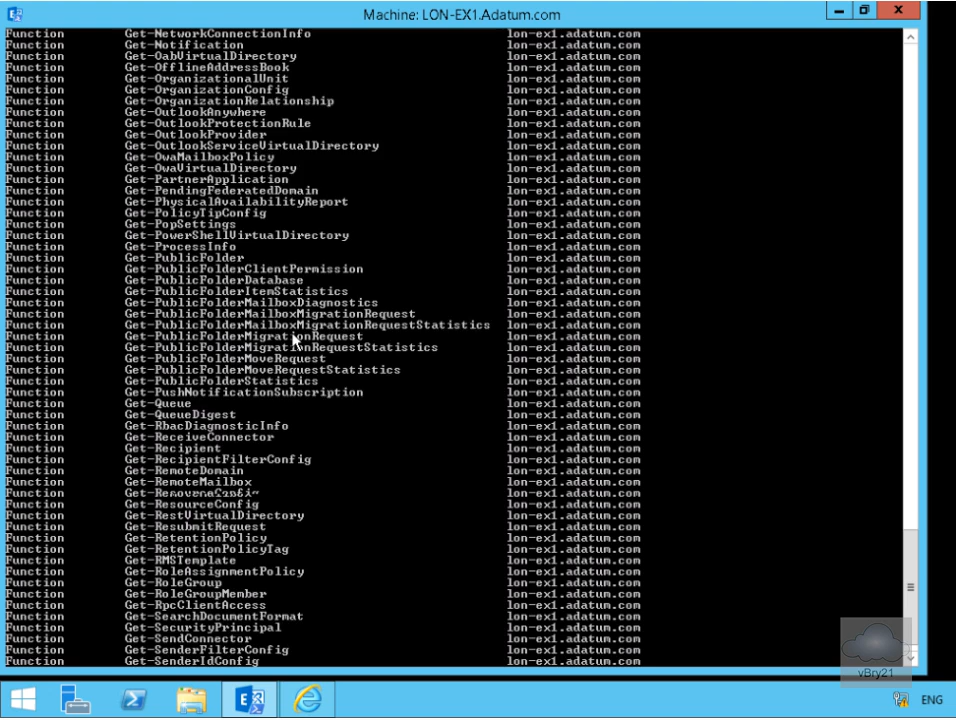 Machine: LON-EX1.Adatum.com
Function Get-NetworkConnectionInfo lon-ex1.adatum.com
Function Get-Notification lon-ex1.adatum.com
Function Get-OabVirtualDirectory lon-ex1.adatum.com
Function Get-OfflineAddressBook lon-ex1.adatum.com
Function Get-OrganizationalUnit lon-ex1.adatum.com
Function Get-OrganizationConfig lon-ex1.adatum.com
Function Get-OrganizationRelationship lon-ex1.adatum.com
Function Get-OutlookAnywhere lon-ex1.adatum.com
Function Get-OutlookProtectionRule lon-ex1.adatum.com
Function Get-OutlookProvider lon-ex1.adatum.com
Function Get-OutlookServiceVirtualDirectory lon-ex1.adatum.com
Function Get-OwaMailboxPolicy lon-ex1.adatum.com
Function Get-OwaVirtualDirectory lon-ex1.adatum.com
Function Get-PartnerApplication lon-ex1.adatum.com
Function Get-PendingFederatedDomain lon-ex1.adatum.com
Function Get-PhysicalAvailabilityReport lon-ex1.adatum.com
Function Get-PolicyTipConfig lon-ex1.adatum.com
Function Get-PopSettings lon-ex1.adatum.com
Function Get-PowerShellVirtualDirectory lon-ex1.adatum.com
Function Get-ProcessInfo lon-ex1.adatum.com
Function Get-PublicFolder lon-ex1.adatum.com
Function Get-PublicFolderClientPermission lon-ex1.adatum.com
Function Get-PublicFolderDatabase lon-ex1.adatum.com
Function Get-PublicFolderItemStatistics lon-ex1.adatum.com
Function Get-PublicFolderMailboxDiagnostics lon-ex1.adatum.com
Function Get-PublicFolderMailboxMigrationRequest lon-ex1.adatum.com
Function Get-PublicFolderMailboxMigrationRequestStatistics lon-ex1.adatum.com
Function Get-PublicFolderMigrationRequest lon-ex1.adatum.com
Function Get-PublicFolderMigrationRequestStatistics lon-ex1.adatum.com
Function Get-PublicFolderMoveRequest lon-ex1.adatum.com
Function Get-PublicFolderMoveRequestStatistics lon-ex1.adatum.com
Function Get-PublicFolderStatistics lon-ex1.adatum.com
Function Get-PushNotificationSubscription lon-ex1.adatum.com
Function Get-Queue lon-ex1.adatum.com
Function Get-QueueDigest lon-ex1.adatum.com
Function Get-RbacDiagnosticInfo lon-ex1.adatum.com
Function Get-ReceiveConnector lon-ex1.adatum.com
Function Get-Recipient lon-ex1.adatum.com
Function Get-RecipientFilterConfig lon-ex1.adatum.com
Function Get-RemoteDomain lon-ex1.adatum.com
Function Get-RemoteMailbox lon-ex1.adatum.com
Function lon-ex1.adatum.com
Function Get-ResourceConfig lon-ex1.adatum.com
Function Get-RestVirtualDirectory lon-ex1.adatum.com
Function Get-ResubmitRequest lon-ex1.adatum.com
Function Get-RetentionPolicy lon-ex1.adatum.com
Function Get-RetentionPolicyTag lon-ex1.adatum.com
Function Get-RMSTemplate lon-ex1.adatum.com
Function Get-RoleAssignmentPolicy lon-ex1.adatum.com
Function Get-RoleGroup lon-ex1.adatum.com
Function Get-RoleGroupMember lon-ex1.adatum.com
Function Get-RpcClientAccess lon-ex1.adatum.com
Function Get-SearchDocumentFormat lon-ex1.adatum.com
Function Get-SecurityPrincipal lon-ex1.adatum.com
Function Get-SendConnector lon-ex1.adatum.com
Function Get-SenderFilterConfig lon-ex1.adatum.com
Function Get-SenderIdConfig lon-ex1.adatum.com
vBry21
ENG